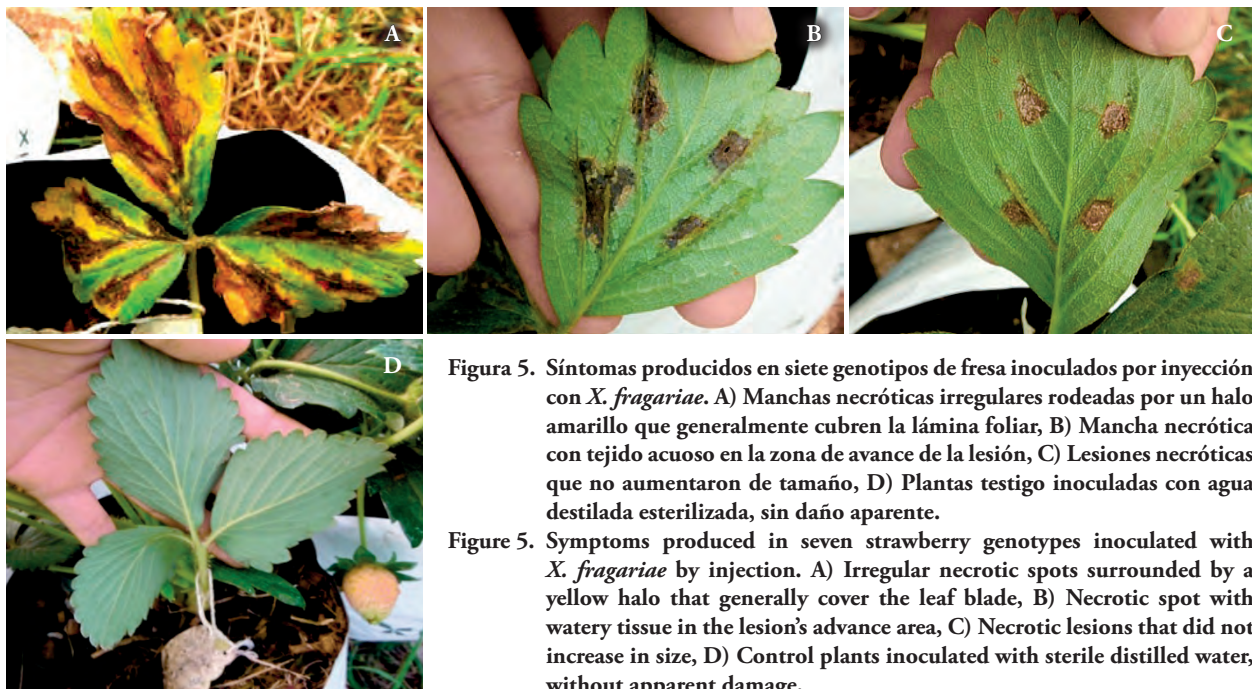 A
B
C
X
D
Figura 5. Síntomas producidos en siete genotipos de fresa inoculados por inyección
con X. fragariae. A) Manchas necróticas irregulares rodeadas por un halo
amarillo que generalmente cubren la lámina foliar, B) Mancha necrótica
con tejido acuoso en la zona de avance de la lesión, C) Lesiones necróticas
que no aumentaron de tamaño, D) Plantas testigo inoculadas con agua
destilada esterilizada, sin daño aparente.
Figure 5. Symptoms produced in seven strawberry genotypes inoculated with
X. fragariae by injection. A) Irregular necrotic spots surrounded by a
yellow halo that generally cover the leaf blade, B) Necrotic spot with
watery tissue in the lesion's advance area, C) Necrotic lesions that did not
increase in size, D) Control plants inoculated with sterile distilled water,
without apparent damage.